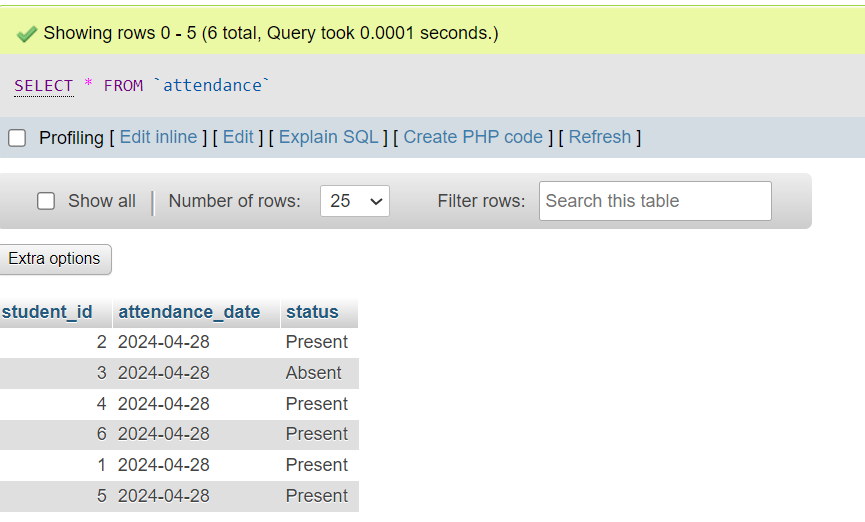 Showing rows 0 - 5 (6 total, Query took 0.0001 seconds.)
SELECT * FROM `attendance`
Profiling [ Edit inline ] [ Edit ] [ Explain SQL ] [ Create PHP code ] [ Refresh ]
Show all | Number of rows: 25 Filter rows: Search this table
Extra options
student_id attendance_date status
2 2024-04-28 Present
3 2024-04-28 Absent
4 2024-04-28 Present
6 2024-04-28 Present
1 2024-04-28 Present
5 2024-04-28 Present